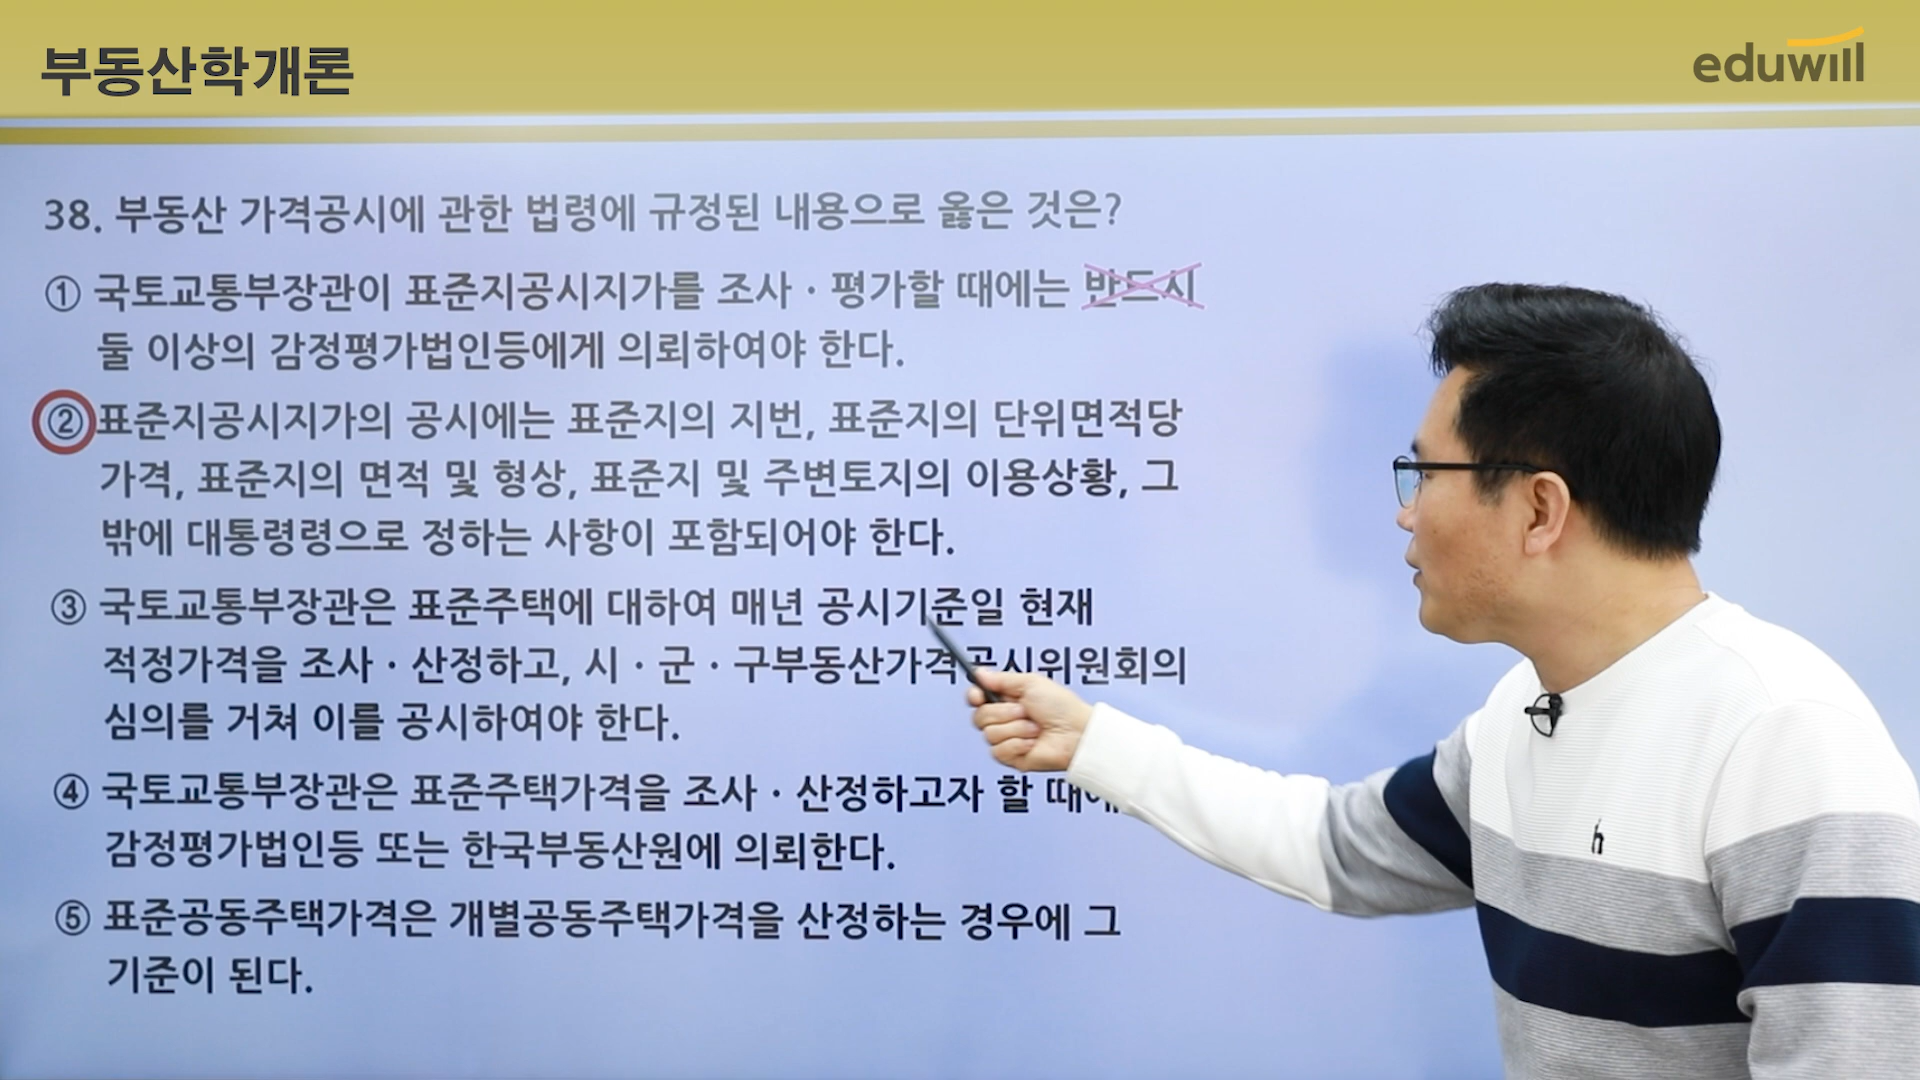 부동산학개론
eduwill
38. 부동산 가격공시에 관한 법령에 규정된 내용으로 옳은 것은?
① 국토교통부장관이 표준지공시지가를 조사 · 평가할 때에는 반드시
둘 이상의 감정평가법인등에게 의뢰하여야 한다.
② 표준지공시지가의 공시에는 표준지의 지번, 표준지의 단위면적당
가격, 표준지의 면적 및 형상, 표준지 및 주변토지의 이용상황, 그
밖에 대통령령으로 정하는 사항이 포함되어야 한다.
③ 국토교통부장관은 표준주택에 대하여 매년 공시기준일 현재
적정가격을 조사 · 산정하고, 시 · 군 · 구부동산가격공시위원회의
심의를 거쳐 이를 공시하여야 한다.
④ 국토교통부장관은 표준주택가격을 조사 · 산정하고자 할 때에
감정평가법인등 또는 한국부동산원에 의뢰한다.
⑤ 표준공동주택가격은 개별공동주택가격을 산정하는 경우에 그
기준이 된다.
h